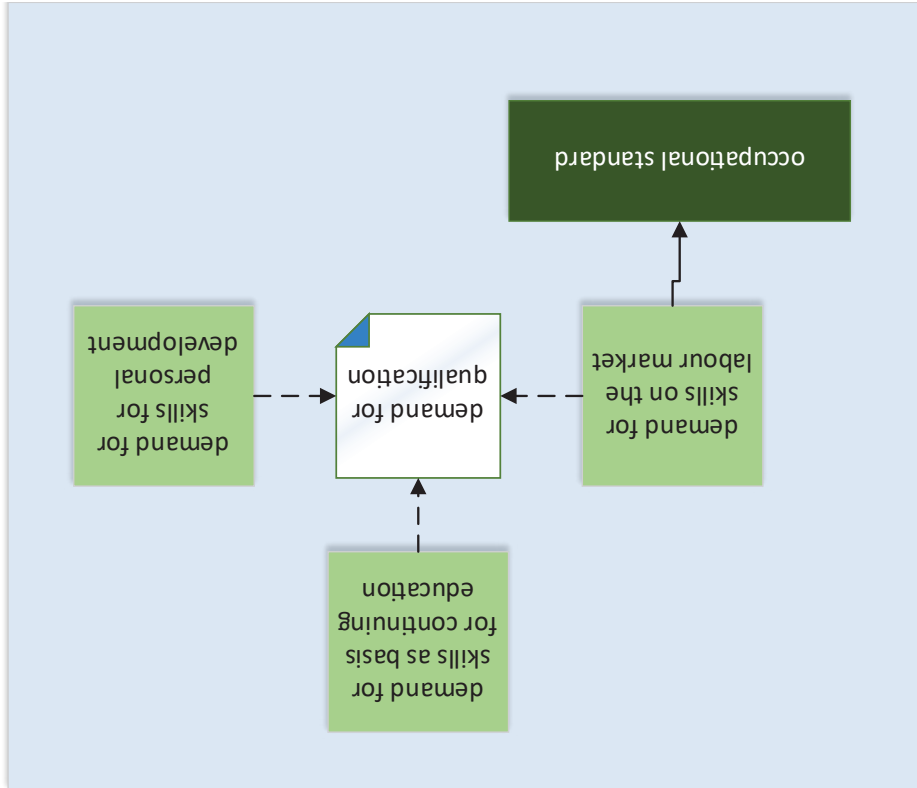 demand for
skills as basis
for continuing
education
demand for
skills on the
labour market
demand for
qualification
demand for
skills for
personal
development
occupational standard